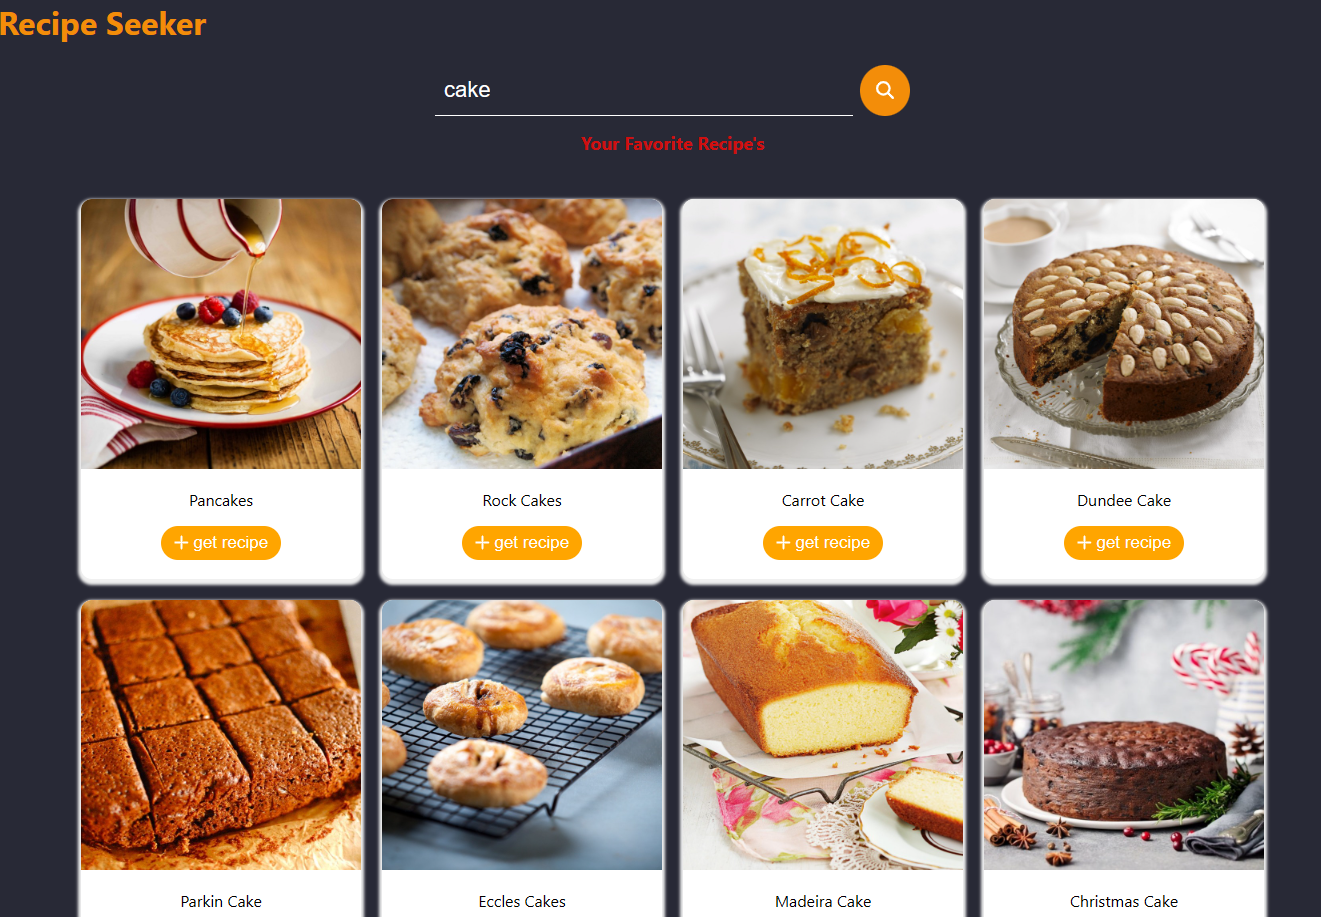 Recipe Seeker
cake
Your Favorite Recipe's
Pancakes
Rock Cakes
Carrot Cake
Dundee Cake
+ get recipe
+ get recipe
+ get recipe
+ get recipe
Parkin Cake
Eccles Cakes
Madeira Cake
Christmas Cake